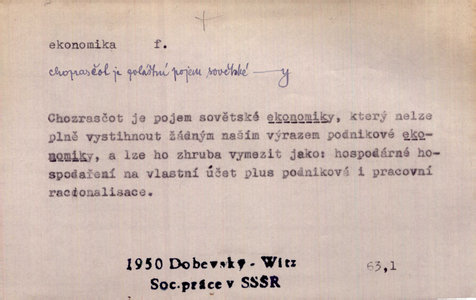 ekonomika f.
chozrasčot je zvláštní pojem sovětské —y
Chozrasčot je pojem sovětské ekonomiky, který nelze
plně vystihnout žádným naším výrazem podnikové eko-
nomiky, a lze ho zhruba vymezit jako: hospodárné ho-
spodaření na vlastní účet plus podniková i pracovní
racionalisace.
1950 Dobevský - Witz
Soc. práce v SSSR
63,1